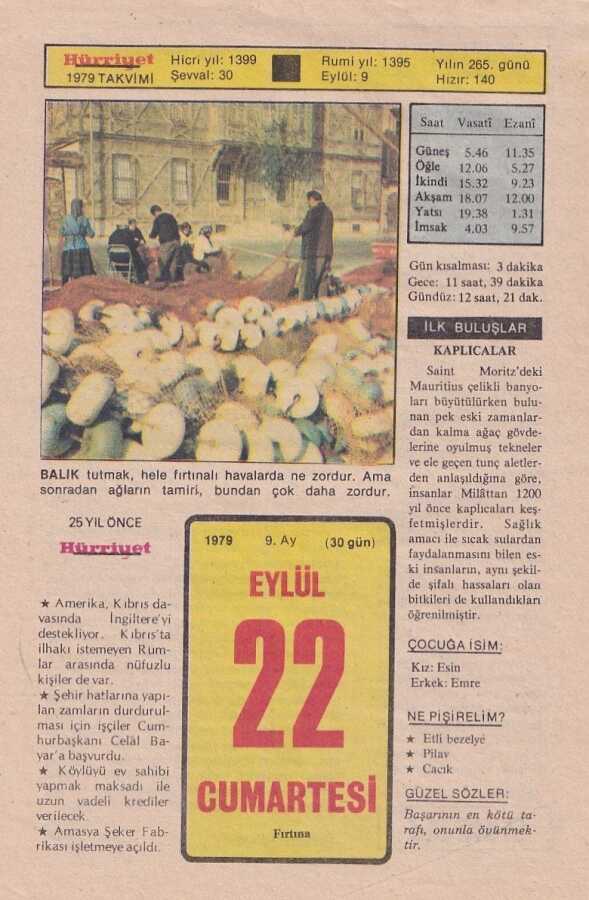 Hürriyet
1979 TAKVİMİ
Hicri yıl: 1399
Şevval: 30
Rumi yıl: 1395
Eylül: 9
Yılın 265. günü
Hızır: 140
Saat Vasatî Ezanî
Güneş 5.46 11.35
Öğle 12.06 5.27
İkindi 15.32 9.23
Akşam 18.07 12.00
Yatsı 19.38 1.31
İmsak 4.03 9.57
Gün kısalması: 3 dakika
Gece: 11 saat, 39 dakika
Gündüz: 12 saat, 21 dak.
İLK BULUŞLAR
KAPLICALAR
Saint Moritz'deki
Mauritius çelikli banyo-
ları büyütülürken bulu-
nan pek eski zamanlar-
dan kalma ağaç gövde-
lerine oyulmuş tekneler
ve ele geçen tunç aletler-
den anlaşıldığına göre,
insanlar Milâttan 1200
yıl önce kaplıcaları keş-
fetmişlerdir. Sağlık
amacı ile sıcak sulardan
faydalanmasını bilen es-
ki insanların, aynı şekil-
de şifalı hassaları olan
bitkileri de kullandıkları
öğrenilmiştir.
ÇOCUĞA İSİM:
Kız: Esin
Erkek: Emre
NE PİŞİRELİM?
★ Etli bezelye
★ Pilav
★ Cacık
GÜZEL SÖZLER:
Başarının en kötü ta-
rafı, onunla övünmek-
tir.
BALIK tutmak, hele fırtınalı havalarda ne zordur. Ama
sonradan ağların tamiri, bundan çok daha zordur.
25 YIL ÖNCE
Hürriyet
★ Amerika, Kıbrıs da-
vasında İngiltere'yi
destekliyor. Kıbrıs'ta
ilhakı istemeyen Rum-
lar arasında nüfuzlu
kişiler de var.
★ Şehir hatlarına yapı-
lan zamların durdurul-
ması için işçiler Cum-
hurbaşkanı Celâl Ba-
yar'a başvurdu.
★ Köylüyü ev sahibi
yapmak maksadı ile
uzun vadeli krediler
verilecek.
★ Amasya Şeker Fab-
rikası işletmeye açıldı.
1979 9. Ay (30 gün)
EYLÜL
22
CUMARTESİ
Fırtına